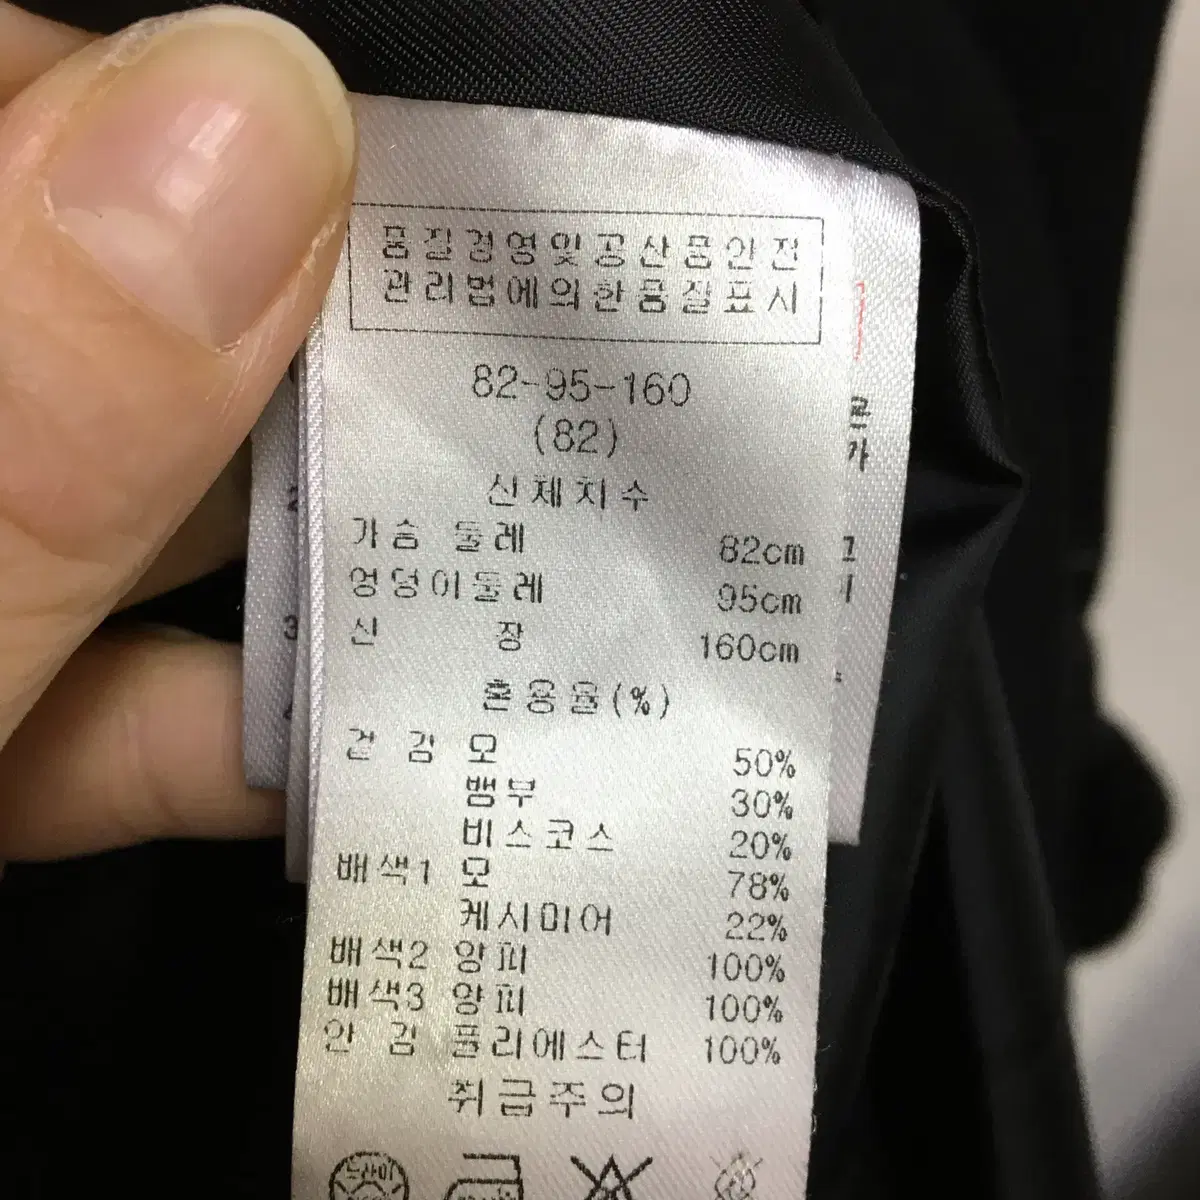 품질경영및공산품안전
관리법에의한품질표시
82-95-160
(82)
신체치수
가슴 둘레 82cm
엉덩이둘레 95cm
신 장 160cm
혼용율(%)
겉 감 모 50%
뱀부 30%
비스코스 20%
배색1 모 78%
케시미어 22%
배색2 양피 100%
배색3 양피 100%
안 감 폴리에스터 100%
취급주의
드라이